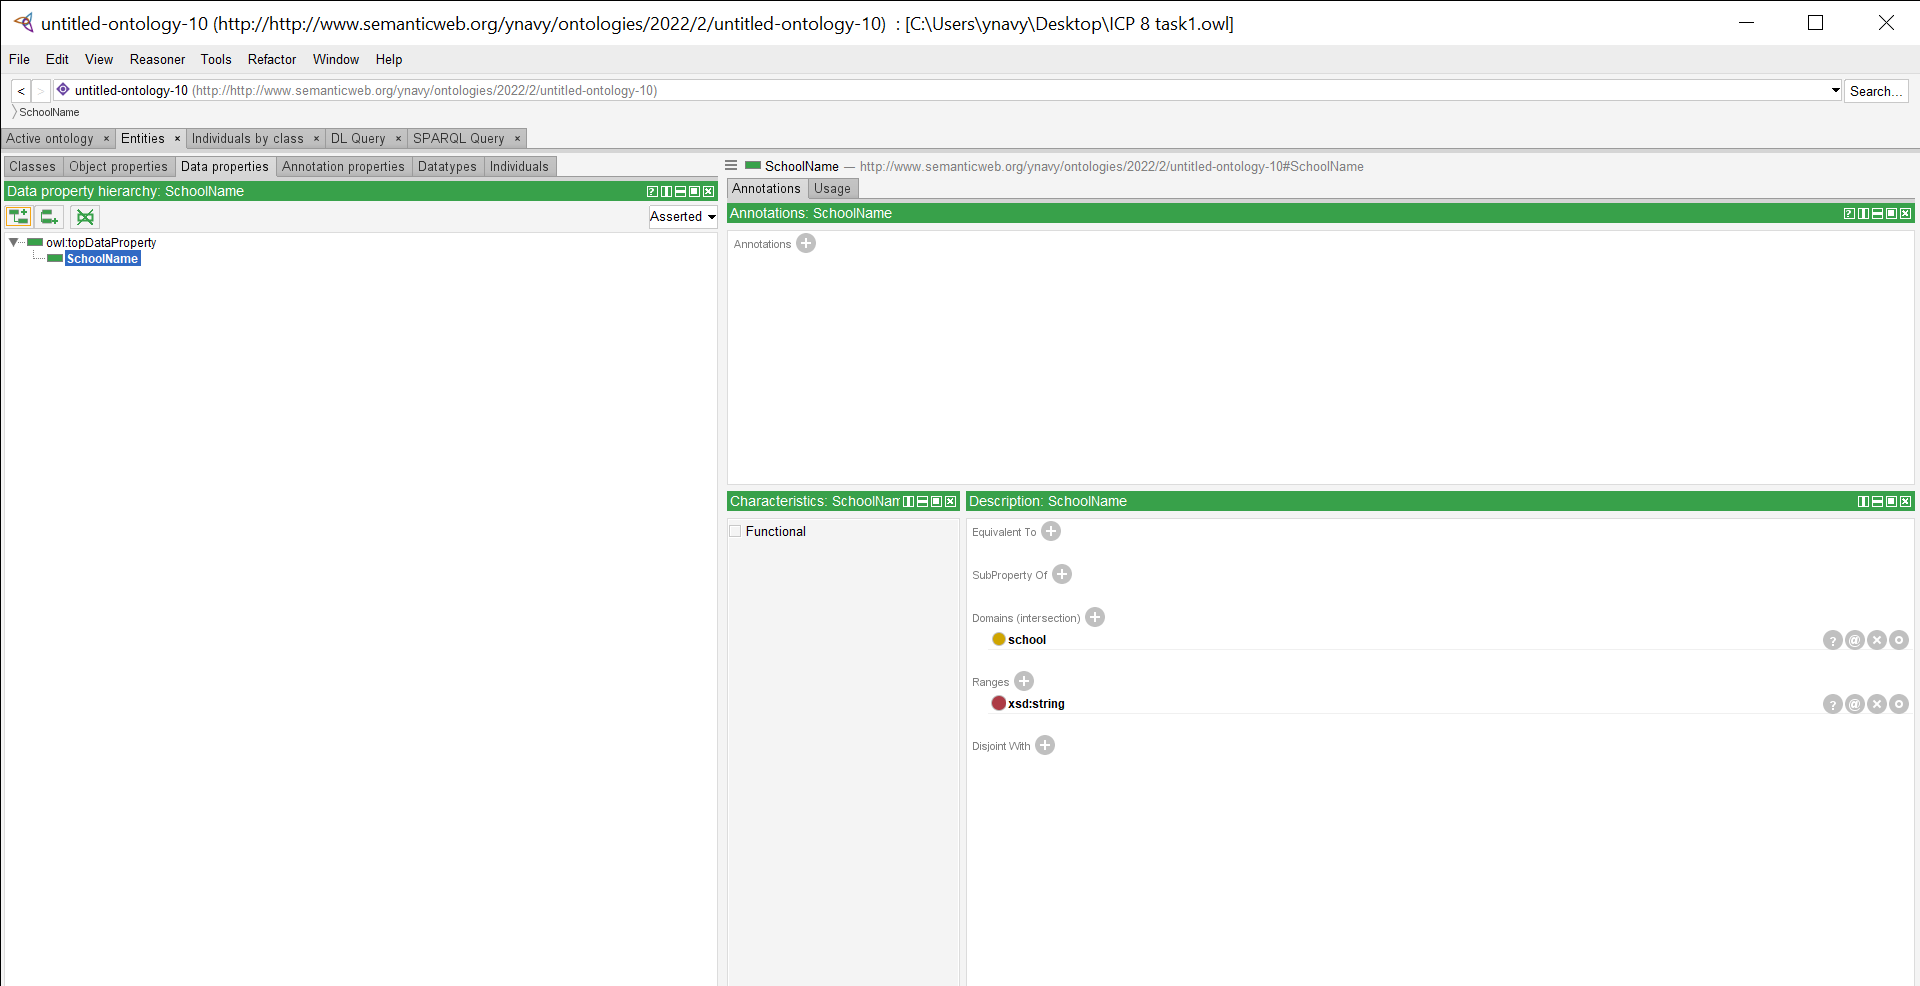 untitled-ontology-10 (http://http://www.semanticweb.org/ynavy/ontologies/2022/2/untitled-ontology-10) : [C:\Users\ynavy\Desktop\ICP 8 task1.owl]
File Edit View Reasoner Tools Refactor Window Help
< > untitled-ontology-10 (http://http://www.semanticweb.org/ynavy/ontologies/2022/2/untitled-ontology-10) Search...
SchoolName
Active ontology × Entities × Individuals by class × DL Query × SPARQL Query ×
Classes Object properties Data properties Annotation properties Datatypes Individuals
Data property hierarchy: SchoolName
Asserted
owl:topDataProperty
SchoolName
SchoolName — http://www.semanticweb.org/ynavy/ontologies/2022/2/untitled-ontology-10#SchoolName
Annotations Usage
Annotations: SchoolName
Annotations
Characteristics: SchoolNam
Functional
Description: SchoolName
Equivalent To
SubProperty Of
Domains (intersection)
school
Ranges
xsd:string
Disjoint With